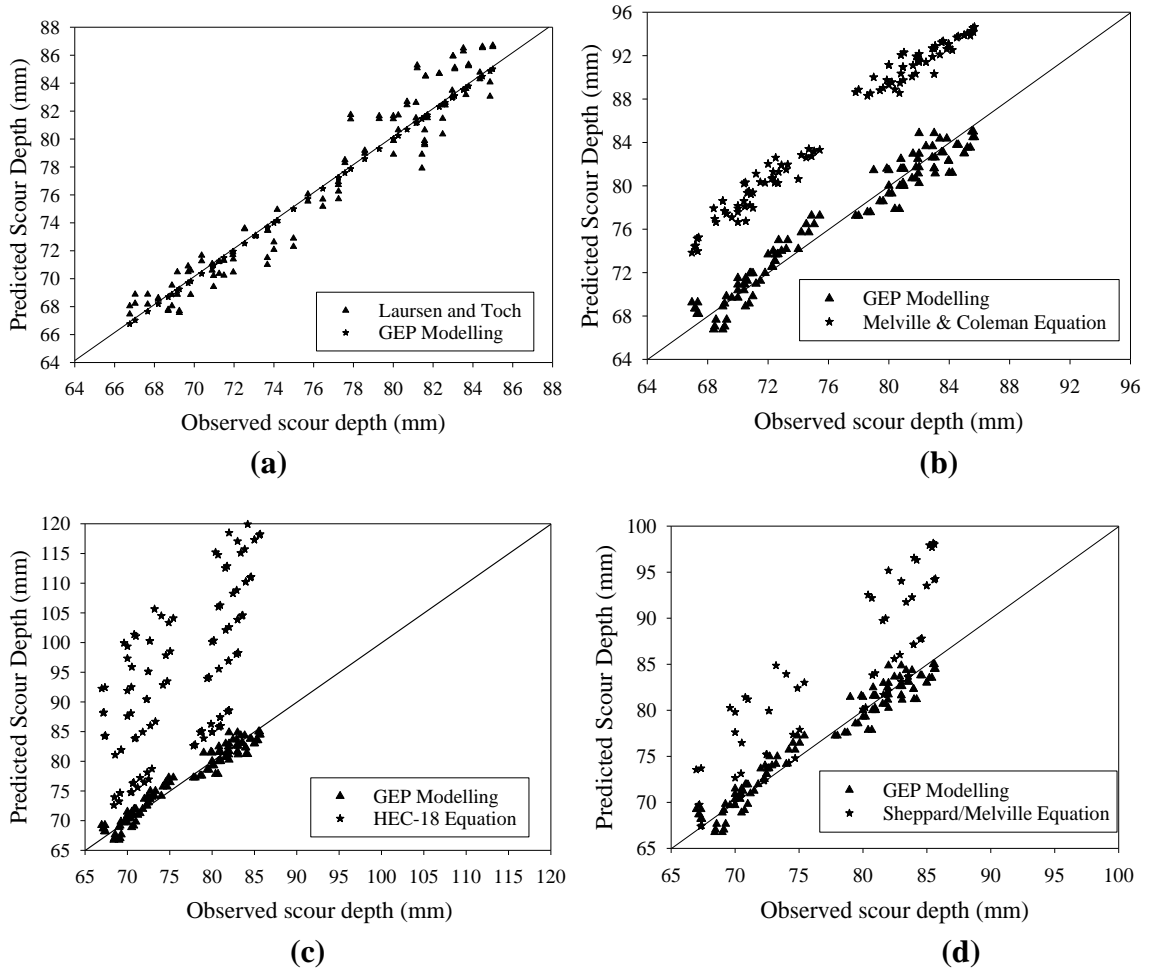 Predicted Scour Depth (mm)
88
86
84
82
80
78
76
74
72
70
68
66
64
64 66 68 70 72 74 76 78 80 82 84 86 88
Observed scour depth (mm)
Laursen and Toch
GEP Modelling
(a)
Predicted Scour Depth (mm)
96
92
88
84
80
76
72
68
64
64 68 72 76 80 84 88 92 96
Observed scour depth (mm)
GEP Modelling
Melville & Coleman Equation
(b)
Predicted Scour Depth (mm)
120
115
110
105
100
95
90
85
80
75
70
65
65 70 75 80 85 90 95 100 105 110 115 120
Observed scour depth (mm)
GEP Modelling
HEC-18 Equation
(c)
Predicted Scour Depth (mm)
100
95
90
85
80
75
70
65
65 70 75 80 85 90 95 100
Observed scour depth (mm)
GEP Modelling
Sheppard/Melville Equation
(d)